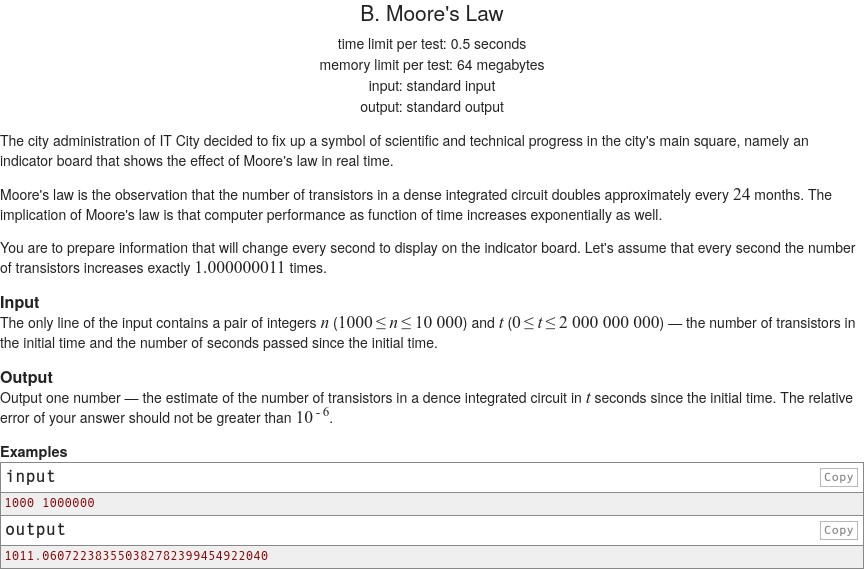 B. Moore's Law
time limit per test: 0.5 seconds
memory limit per test: 64 megabytes
input: standard input
output: standard output
The city administration of IT City decided to fix up a symbol of scientific and technical progress in the city's main square, namely an
indicator board that shows the effect of Moore's law in real time.
Moore's law is the observation that the number of transistors in a dense integrated circuit doubles approximately every 24 months. The
implication of Moore's law is that computer performance as function of time increases exponentially as well.
You are to prepare information that will change every second to display on the indicator board. Let's assume that every second the number
of transistors increases exactly 1.000000011 times.
Input
The only line of the input contains a pair of integers n (1000 ≤ n ≤ 10 000) and t (0 ≤ t ≤ 2 000 000 000) — the number of transistors in
the initial time and the number of seconds passed since the initial time.
Output
Output one number — the estimate of the number of transistors in a dence integrated circuit in t seconds since the initial time. The relative
error of your answer should not be greater than 10^-6.
Examples
input Copy
1000 1000000
output Copy
1011.060722383550382782399454922040